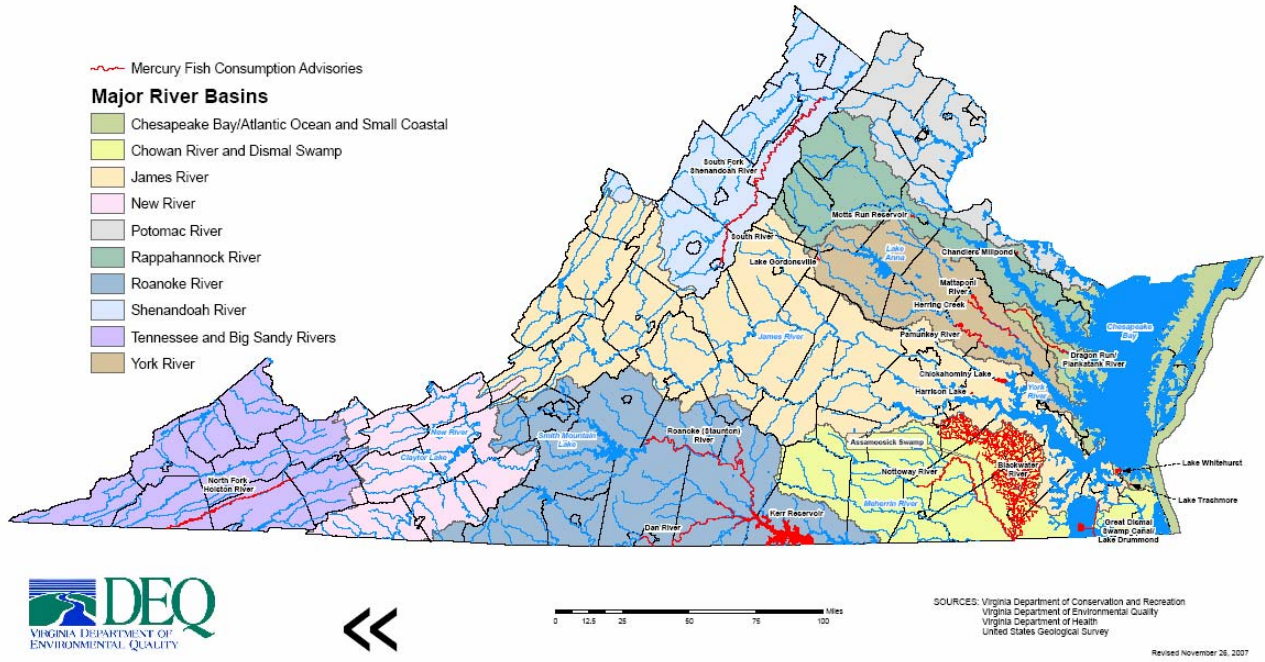 Mercury Fish Consumption Advisories
Major River Basins
Chesapeake Bay/Atlantic Ocean and Small Coastal
Chowan River and Dismal Swamp
James River
New River
Potomac River
Rappahannock River
Roanoke River
Shenandoah River
Tennessee and Big Sandy Rivers
York River
South Fork
Shenandoah River
South River
Motts Run Reservoir
Lake Gordonsville
Lake
Anna
Chandlers Millpond
Mattaponi
River
Herring Creek
Pamunkey River
Chesapeake
Bay
James River
Dragon Run/
Piankatank River
Chickahominy Lake
Harrison Lake
York
River
New River
Claytor Lake
Smith Mountain
Lake
Roanoke (Staunton)
River
Assamoosick Swamp
Nottoway River
Blackwater
River
Meherrin River
Lake Whitehurst
Lake Trashmore
North Fork
Holston River
Dan River
Kerr Reservoir
Great Dismal
Swamp Canal/
Lake Drummond
DEQ
VIRGINIA DEPARTMENT OF
ENVIRONMENTAL QUALITY
Miles
0 12.5 25 50 75 100
SOURCES: Virginia Department of Conservation and Recreation
Virginia Department of Environmental Quality
Virginia Department of Health
United States Geological Survey
Revised November 26, 2007